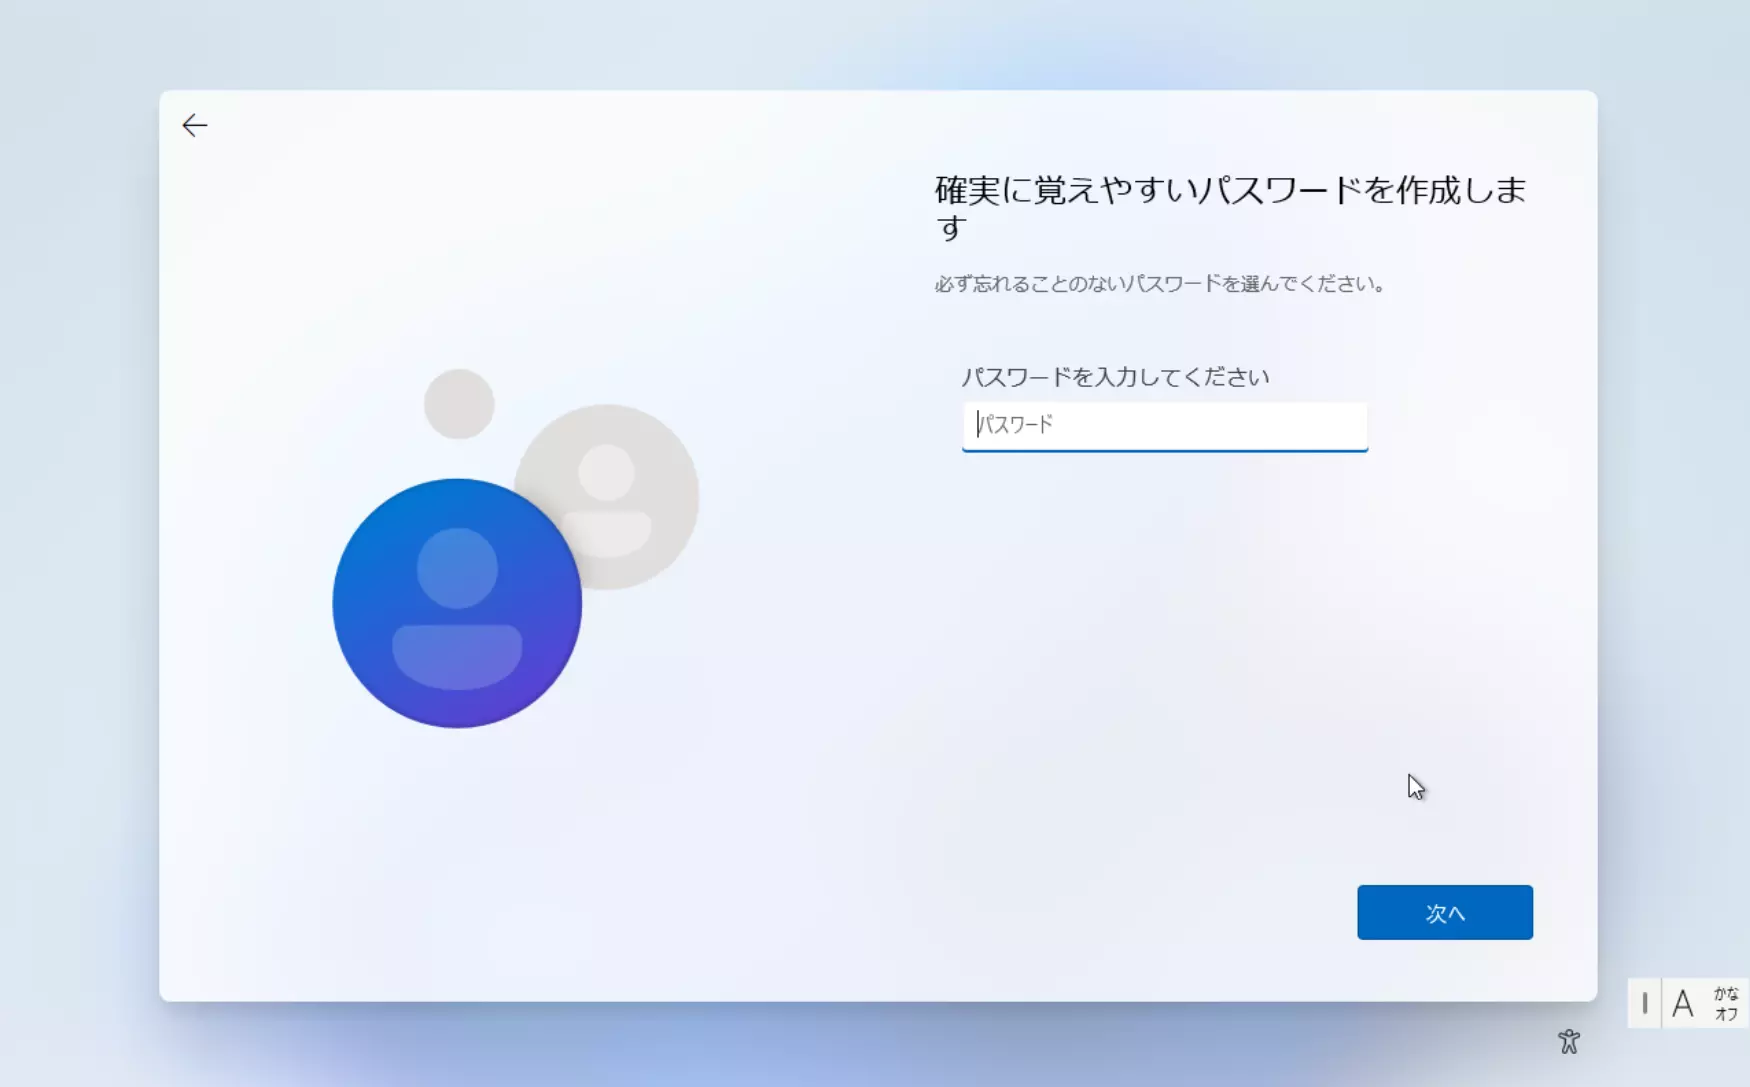 確実に覚えやすいパスワードを作成しま
す
必ず忘れることのないパスワードを選んでください。
パスワードを入力してください
パスワード
次へ
A
かな
オフ